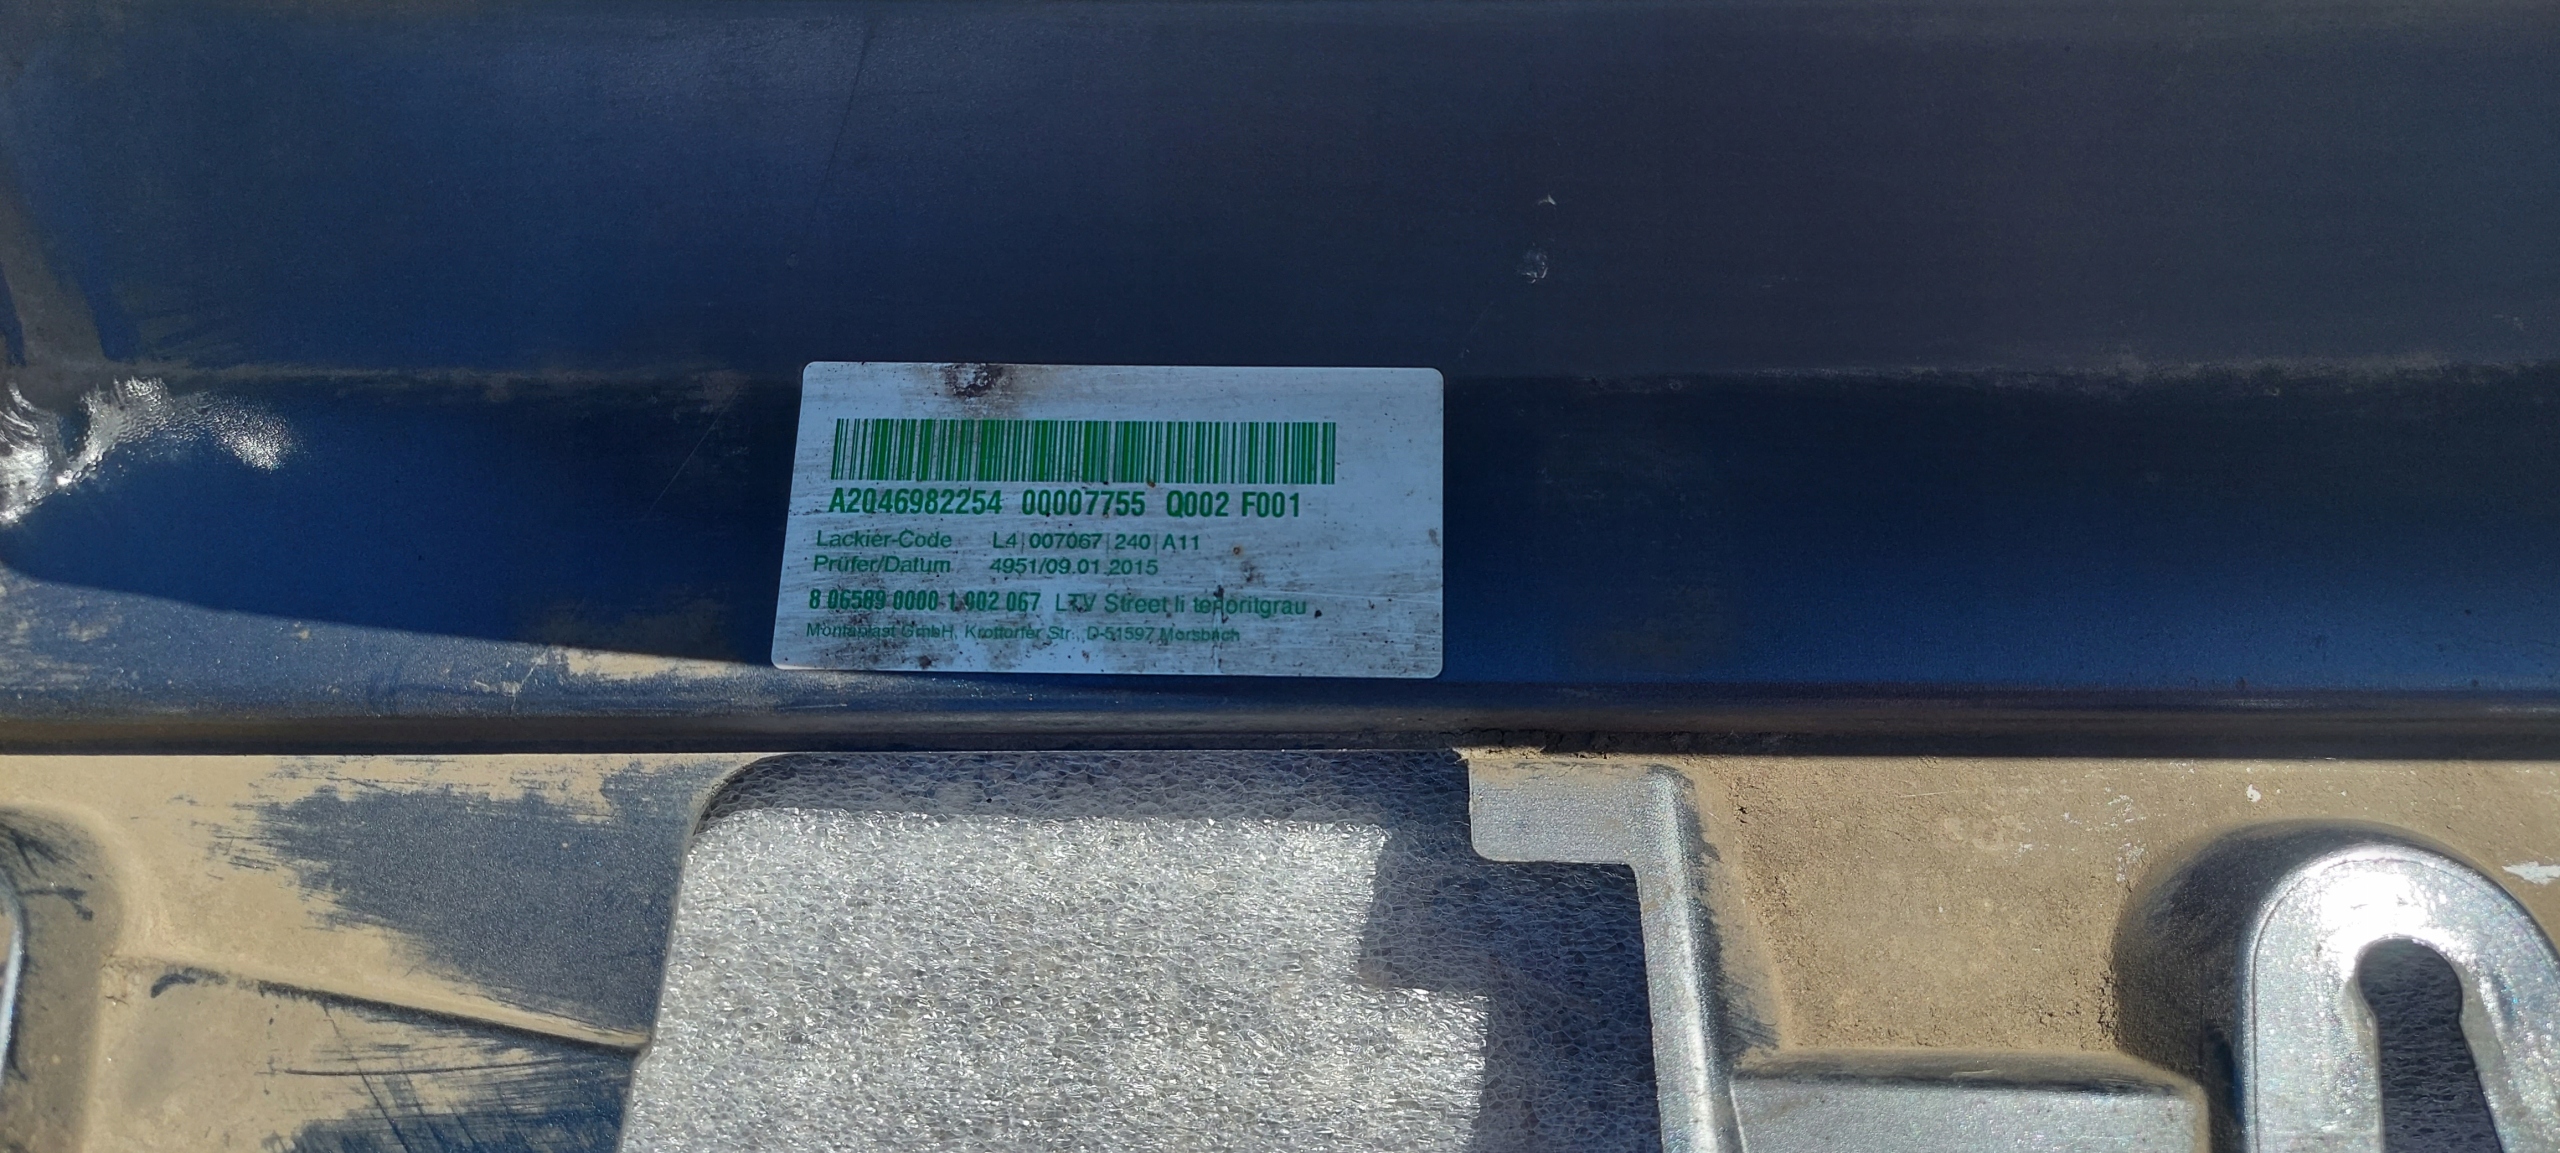 A2046982254 00007755 Q002 F001
Lackier-Code L4|007067|240|A11
Prüfer/Datum 4951/09.01.2015
8 06589 0000 1 002 067 LTV Street li tenoritgrau
Montaplast GmbH, Krottorfer Str., D-51597 Morsbach